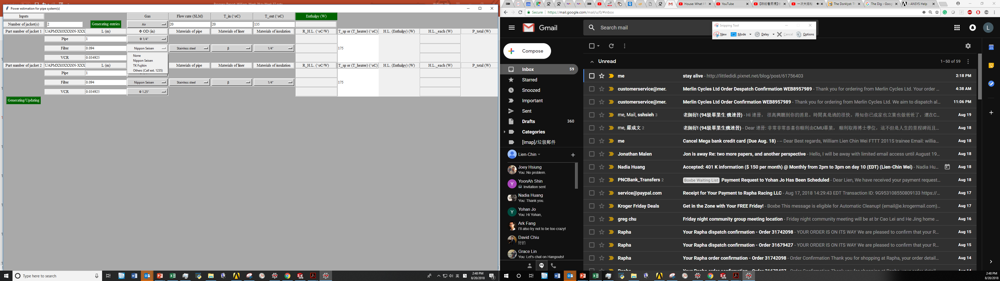 Progress Report_William_Week 28 to Week 37.pptx
William Wei
Power estimation for pipe system(s)
Inputs
Gas
Flow rate (SLM)
T_in (^oC)
T_out (^oC)
Enthalpy (W)
Number of jacket(s)
2
Generating entries
Air
20
20
135
Part number of jacket 1
UAPMXX0XXXSN-XXX
L (m)
Φ OD (in)
Materials of pipe
Materials of liner
Materials of insulation
R_H.L. (^oC/W)
T_sp or (T_heater) (^oC)
H.L. (Enthalpy) (W)
H.L._each (W)
P_total (W)
Pipe
1
Φ 1/4"
Filter
0.094
Nippon Seisen
Stainless steel
β
1/4"
175
VCR
0.034925
None
Nippon Seisen
TK Fujikin
Others (Call ext. 1235)
Part number of jacket 2
UAPMXX0XXXSN-XXX
L (m)
Materials of pipe
Materials of liner
Materials of insulation
R_H.L. (^oC/W)
T_sp or (T_heater) (^oC)
H.L. (Enthalpy) (W)
H.L._each (W)
P_total (W)
Pipe
1
Filter
0.094
Nippon Seisen
Stainless steel
β
1/4"
175
VCR
0.034925
Φ 1.25"
Generating/Updating
Type here to search
英
2:48 PM
8/20/2018
House: What I F
YouTube
【政經看民視】
一次大揭秘
The Dorklyst: T
The Dig - Goog
- ANSYS Help
Secure
https://mail.google.com/mail/u/0/#inbox
Gmail
Search mail
Snipping Tool
New
Mode
Delay
Cancel
Options
L
Compose
Unread
1–50 of 59
Inbox
59
Starred
Snoozed
Important
Sent
Drafts
360
Categories
[Imap]/垃圾郵件
Lien-Chin
Joey Hsiung
You: No problem.
Y
YoonAh Shin
Invitation sent
Nadia Huang
You: Thank you.
Y
Yohan Jo
You: Hi Yohan,
Ark Fang
I'll also try not to be too crazy!
David Chiu
好的
Grace Lin
You: Let's chat on Hangouts!
me
stay alive - http://littledidi.pixnet.net/blog/post/61756403
2:18 PM
customerservice@mer.
Merlin Cycles Ltd Order Despatch Confirmation WEB8957989 - Thank you for ordering from Merlin Cycles Ltd. Your order ...
4:38 AM
customerservice@mer.
Merlin Cycles Ltd Order Confirmation WEB8957989 - Thank you for ordering from Merlin Cycles Ltd. We aim to dispatch al...
11:06 PM
me, Mail, sshsieh 3
老師好! (94級畢業生 魏連晉) - Hi 連晉， 很高興聽到你的消息。時間真是過的很快。得知你已成家也立業也做爸爸了，還在C...
Aug 19
me, 嚴成文 2
老師好! (94級畢業生魏連晉) - Dear 連晉: 非常非常恭喜你順利由CMU畢業， 順利取得博士學位，這不但是人生的里程碑而且...
Aug 18
me
Cancel Mega bank credit card (Due Aug. 18) - – Dear Best regards, William Lien Chin Wei FTTT 2011S trainee Email: willia...
Aug 18
Jonathan Malen
Jon is away Re: two more papers, and another perspective - Hello, I will be away with limited email access until August 19...
Aug 18
Nadia Huang
Accepted: 401 K information ($ 150 per month) @ Monthly from 2pm to 3pm on day 10 (EDT) (Lien-Chin Wei) - Nadia Hu...
Aug 18
PNCBank_Transfers 2
Boxbe Waiting List Payment Request to Yohan Jo Has Been Scheduled - Dear Lien, We have received your payment request...
Aug 18
service@paypal.com
Receipt for Your Payment to Rapha Racing LLC - Aug 17, 2018 14:29:43 EDT Transaction ID: 9G953108550809133 https://...
Aug 17
Kroger Friday Deals
Get in the Zone with Your FREE Friday! - Boxbe This message is eligible for Automatic Cleanup! (email@e.krogermail.com)...
Aug 17
greg chu
Friday night community group meeting location - Friday night community meeting will be at br Cao Lei and He Jing home ...
Aug 16
Rapha
Your Rapha dispatch confirmation - Order 31742098 - YOUR ORDER IS ON ITS WAY We are pleased to confirm that your R...
Aug 15
Rapha
Your Rapha dispatch confirmation - Order 31679427 - YOUR ORDER IS ON ITS WAY We are pleased to confirm that your R...
Aug 15
Rapha
Your Rapha order confirmation - Order 31742098 - Order Confirmation Thank you for shopping at Rapha, your order detail...
Aug 14
2:48 PM
8/20/2018